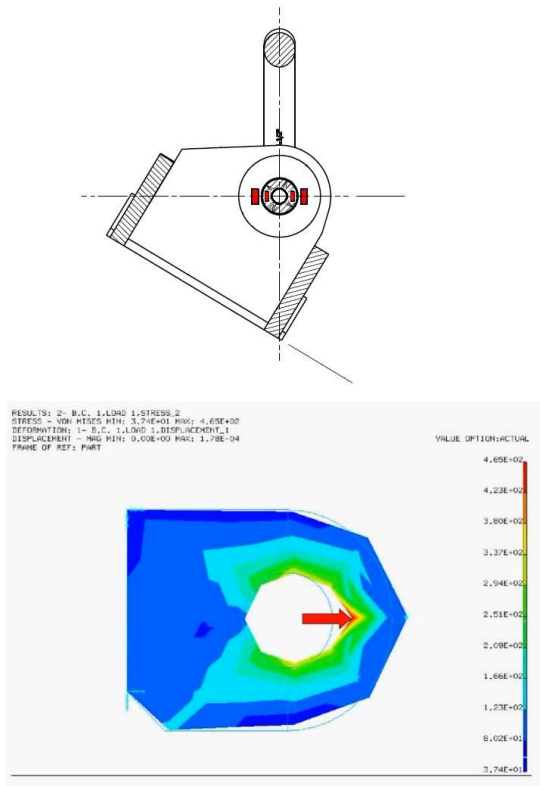 RESULTS: 2- B.C. 1,LOAD 1,STRESS_2
STRESS - VON MISES MIN: 3.74E+01 MAX: 4.65E+02
DEFORMATION: 1- B.C. 1,LOAD 1,DISPLACEMENT_1
DISPLACEMENT - MAG MIN: 0.00E+00 MAX: 1.78E-04
FRAME OF REF: PART
VALUE OPTION:ACTUAL
4.65E+02
4.23E+02
3.80E+02
3.37E+02
2.94E+02
2.51E+02
2.09E+02
1.66E+02
1.23E+02
8.02E+01
3.74E+01